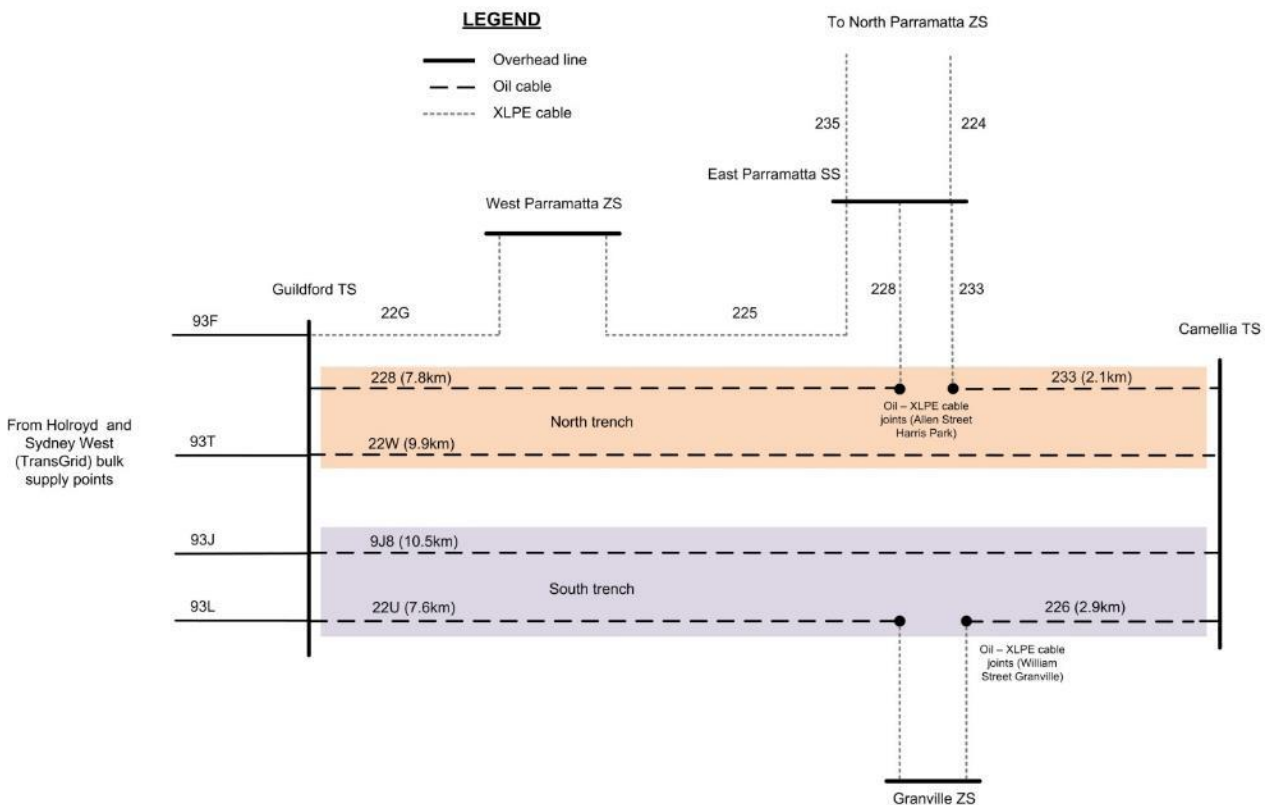 LEGEND
Overhead line
Oil cable
XLPE cable
To North Parramatta ZS
235
224
East Parramatta SS
West Parramatta ZS
Guildford TS
22G
225
228
233
93F
Camellia TS
228 (7.8km)
233 (2.1km)
North trench
Oil – XLPE cable
joints (Allen Street
Harris Park)
From Holroyd and
Sydney West
(TransGrid) bulk
supply points
93T
22W (9.9km)
93J
9J8 (10.5km)
South trench
93L
22U (7.6km)
226 (2.9km)
Oil – XLPE cable
joints (William
Street Granville)
Granville ZS